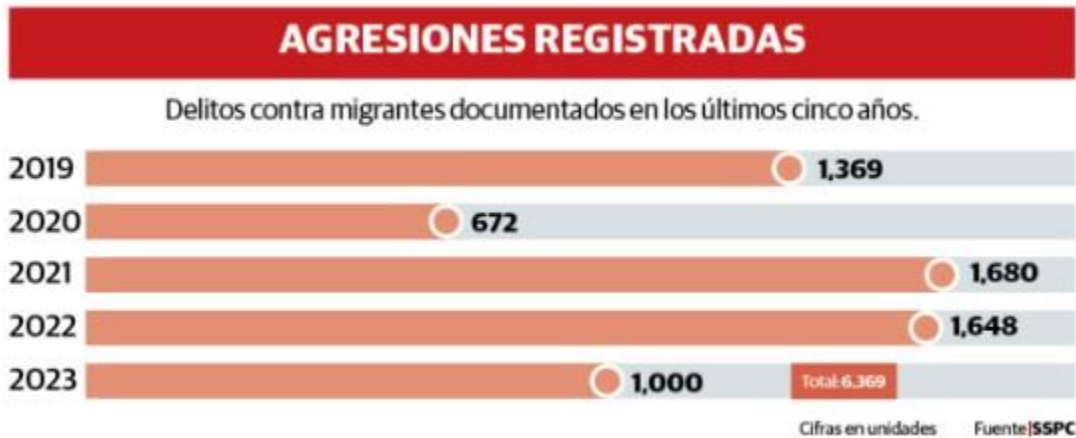 AGRESIONES REGISTRADAS
Delitos contra migrantes documentados en los últimos cinco años.
2019 1,369
2020 672
2021 1,680
2022 1,648
2023 1,000 Total:6.369
Cifras en unidades Fuente|SSPC